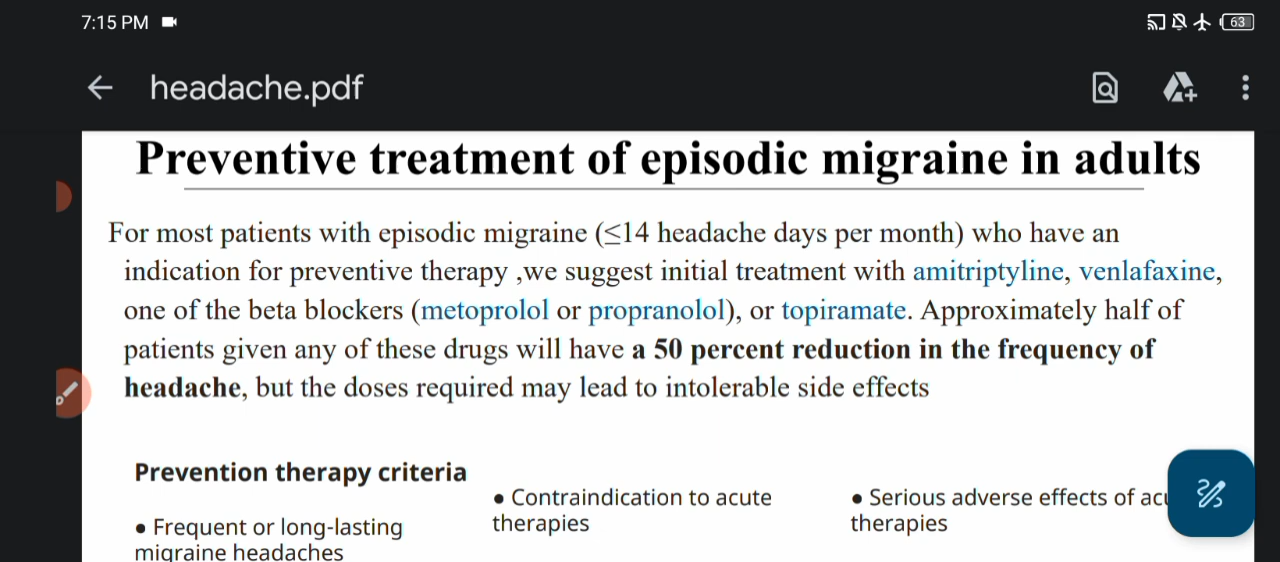 7:15 PM
63
headache.pdf
Preventive treatment of episodic migraine in adults
For most patients with episodic migraine (≤14 headache days per month) who have an
indication for preventive therapy ,we suggest initial treatment with amitriptyline, venlafaxine,
one of the beta blockers (metoprolol or propranolol), or topiramate. Approximately half of
patients given any of these drugs will have a 50 percent reduction in the frequency of
headache, but the doses required may lead to intolerable side effects
Prevention therapy criteria
• Frequent or long-lasting
migraine headaches
• Contraindication to acute
therapies
• Serious adverse effects of
therapies